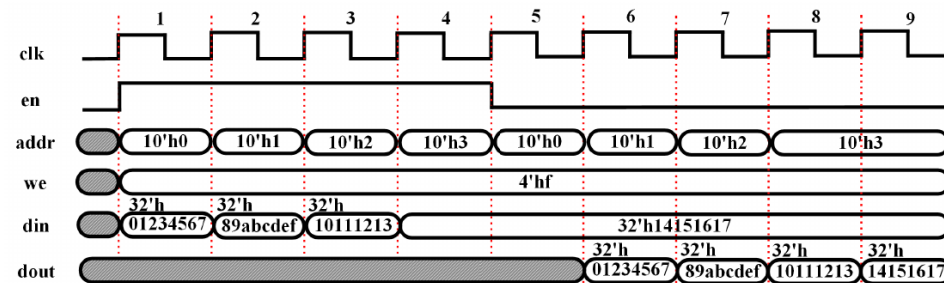 1 2 3 4 5 6 7 8 9
clk
en
addr 10'h0 10'h1 10'h2 10'h3 10'h0 10'h1 10'h2 10'h3
we 4'hf
32'h 32'h 32'h
din 01234567 89abcdef 10111213 32'h14151617
32'h 32'h 32'h 32'h
dout 01234567 89abcdef 10111213 14151617